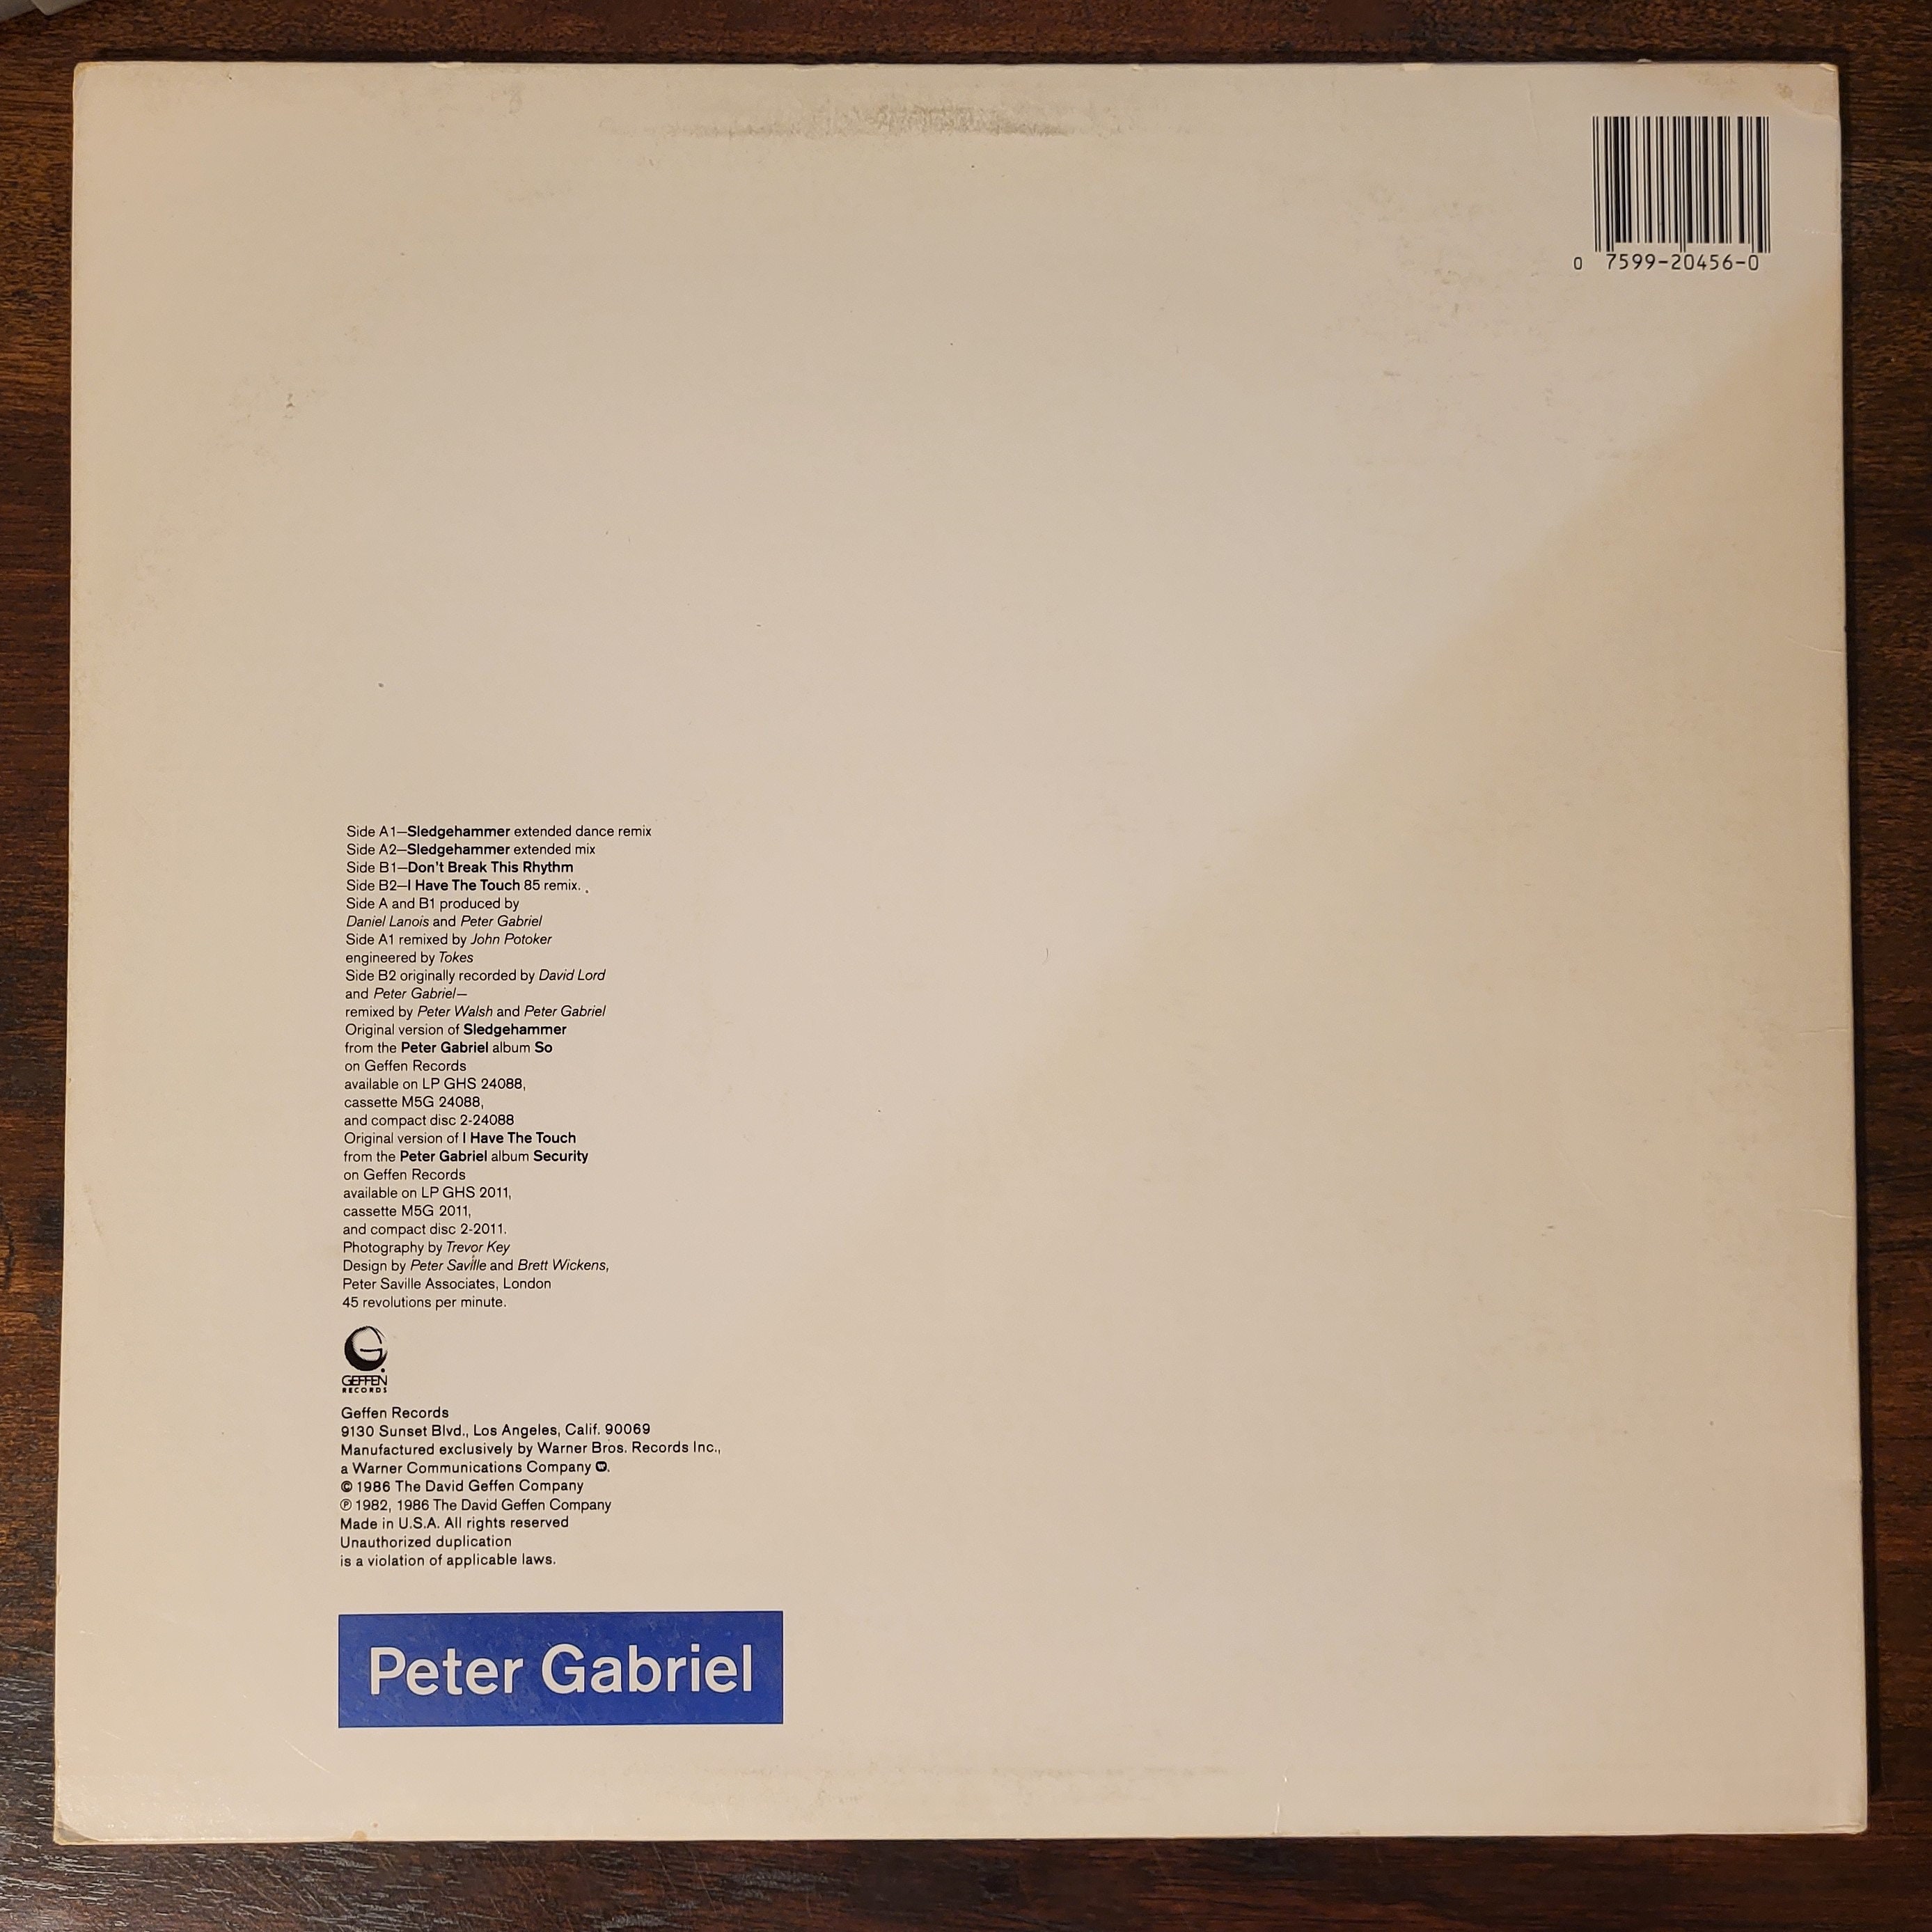 0 7599-20456-0
Side A1—Sledgehammer extended dance remix
Side A2—Sledgehammer extended mix
Side B1—Don't Break This Rhythm
Side B2—I Have The Touch 85 remix.
Side A and B1 produced by
Daniel Lanois and Peter Gabriel
Side A1 remixed by John Potoker
engineered by Tokes
Side B2 originally recorded by David Lord
and Peter Gabriel—
remixed by Peter Walsh and Peter Gabriel
Original version of Sledgehammer
from the Peter Gabriel album So
on Geffen Records
available on LP GHS 24088,
cassette M5G 24088,
and compact disc 2-24088
Original version of I Have The Touch
from the Peter Gabriel album Security
on Geffen Records
available on LP GHS 2011,
cassette M5G 2011,
and compact disc 2-2011.
Photography by Trevor Key
Design by Peter Saville and Brett Wickens,
Peter Saville Associates, London
45 revolutions per minute.
G
GEFFEN
RECORDS
Geffen Records
9130 Sunset Blvd., Los Angeles, Calif. 90069
Manufactured exclusively by Warner Bros. Records Inc.,
a Warner Communications Company W.
© 1986 The David Geffen Company
℗ 1982, 1986 The David Geffen Company
Made in U.S.A. All rights reserved
Unauthorized duplication
is a violation of applicable laws.
Peter Gabriel